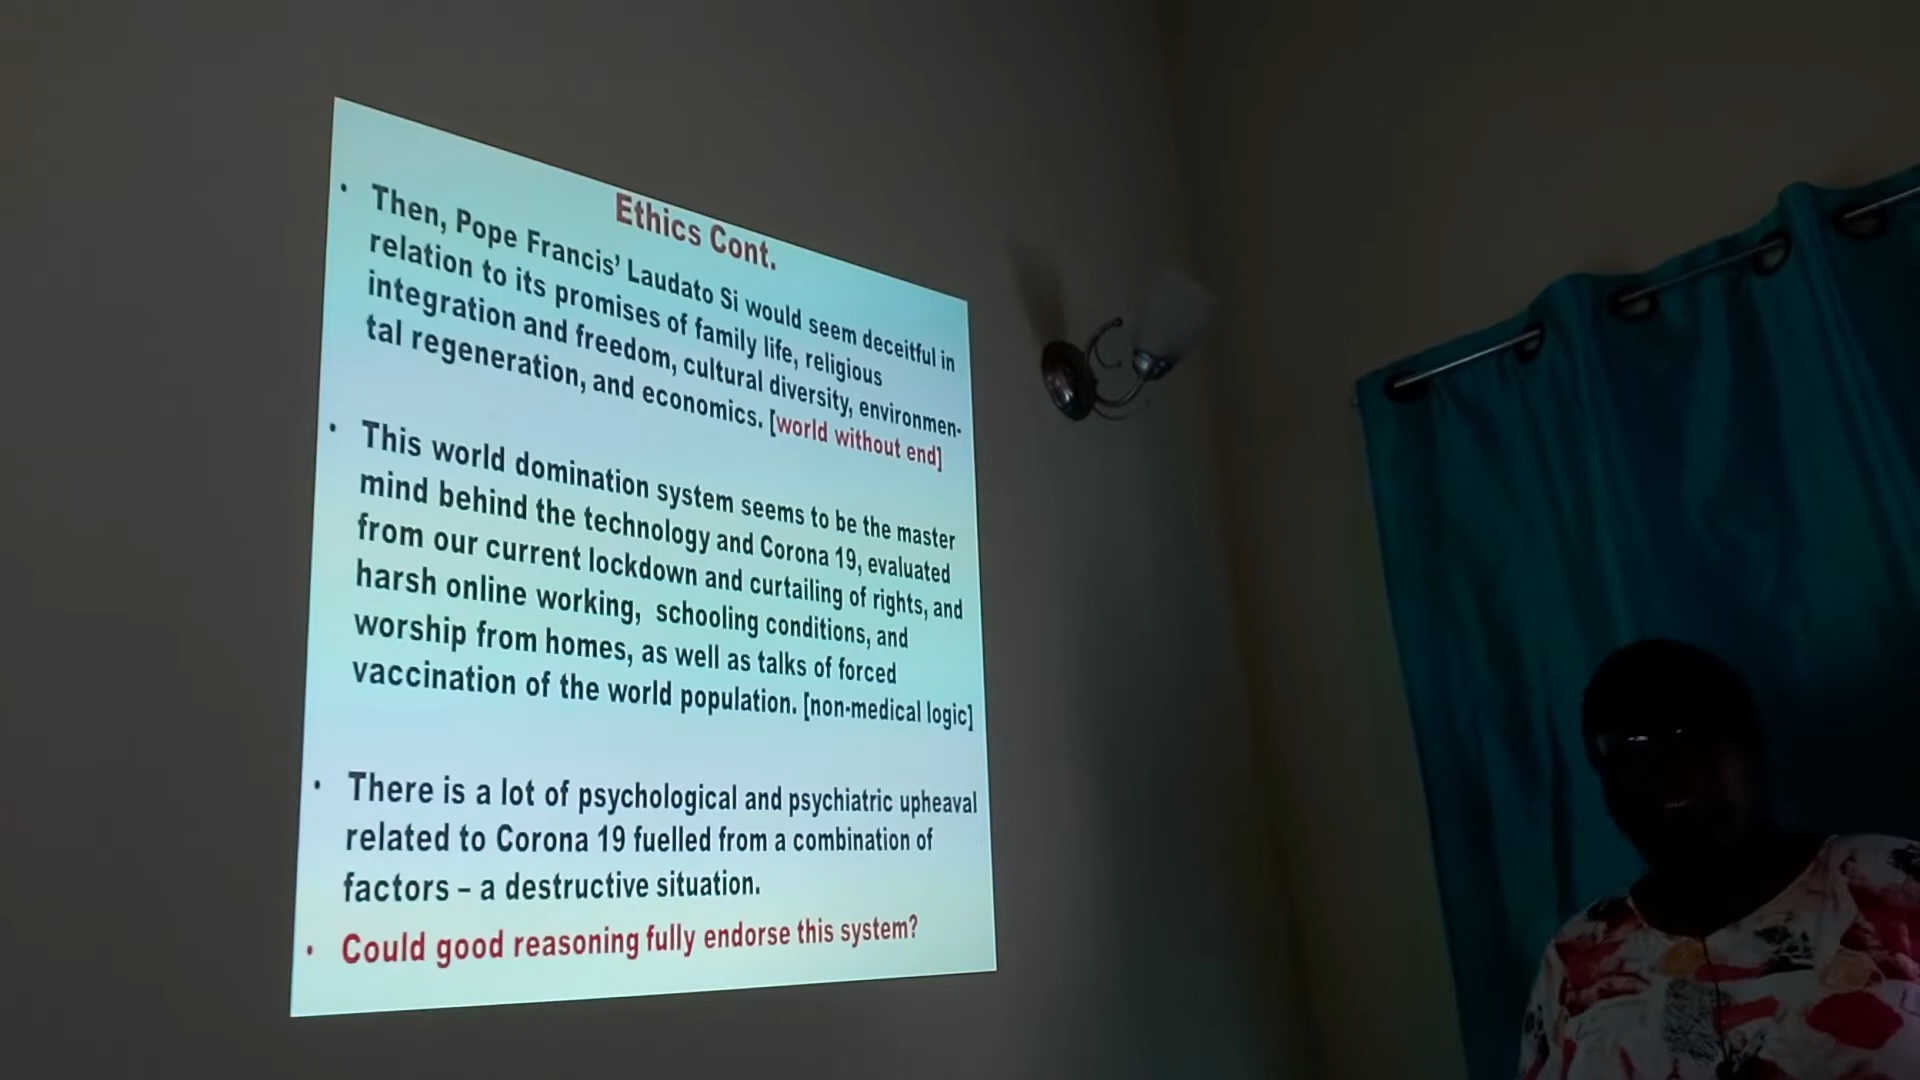 Ethics Cont.
• Then, Pope Francis’ Laudato Si would seem deceitful in
relation to its promises of family life, religious
integration and freedom, cultural diversity, environmen-
tal regeneration, and economics. [world without end]
• This world domination system seems to be the master
mind behind the technology and Corona 19, evaluated
from our current lockdown and curtailing of rights, and
harsh online working, schooling conditions, and
worship from homes, as well as talks of forced
vaccination of the world population. [non-medical logic]
• There is a lot of psychological and psychiatric upheaval
related to Corona 19 fuelled from a combination of
factors – a destructive situation.
• Could good reasoning fully endorse this system?